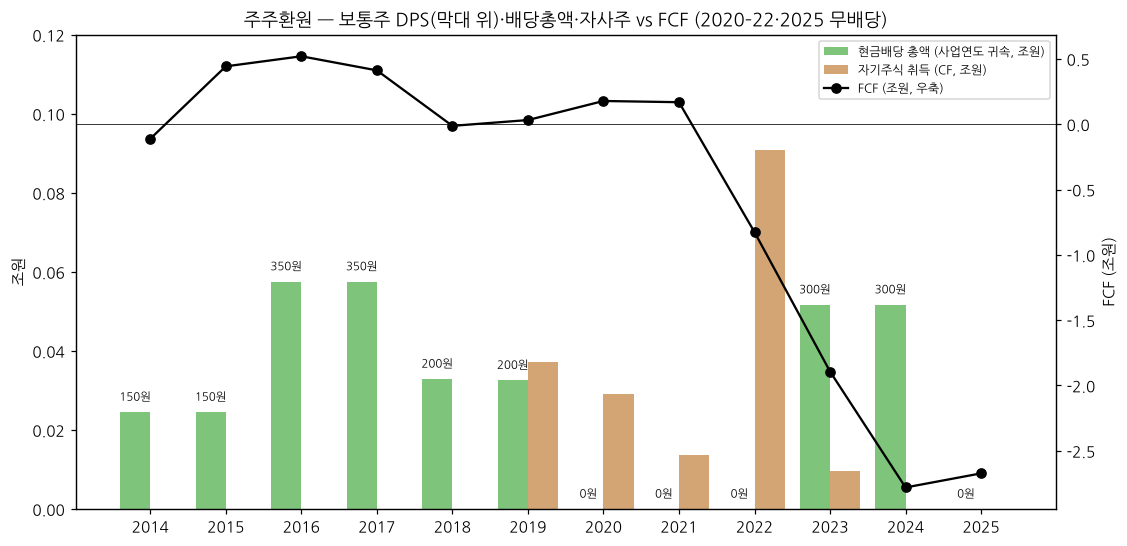 주주환원 — 보통주 DPS(막대 위)·배당총액·자사주 vs FCF (2020-22·2025 무배당)
현금배당 총액 (사업연도 귀속, 조원)
자기주식 취득 (CF, 조원)
FCF (조원, 우축)
조원
0.12
0.10
0.08
0.06
0.04
0.02
0.00
150원
150원
350원
350원
200원
200원
0원
0원
0원
300원
300원
0원
0.5
0.0
-0.5
-1.0
-1.5
-2.0
-2.5
FCF (조원)
2014
2015
2016
2017
2018
2019
2020
2021
2022
2023
2024
2025